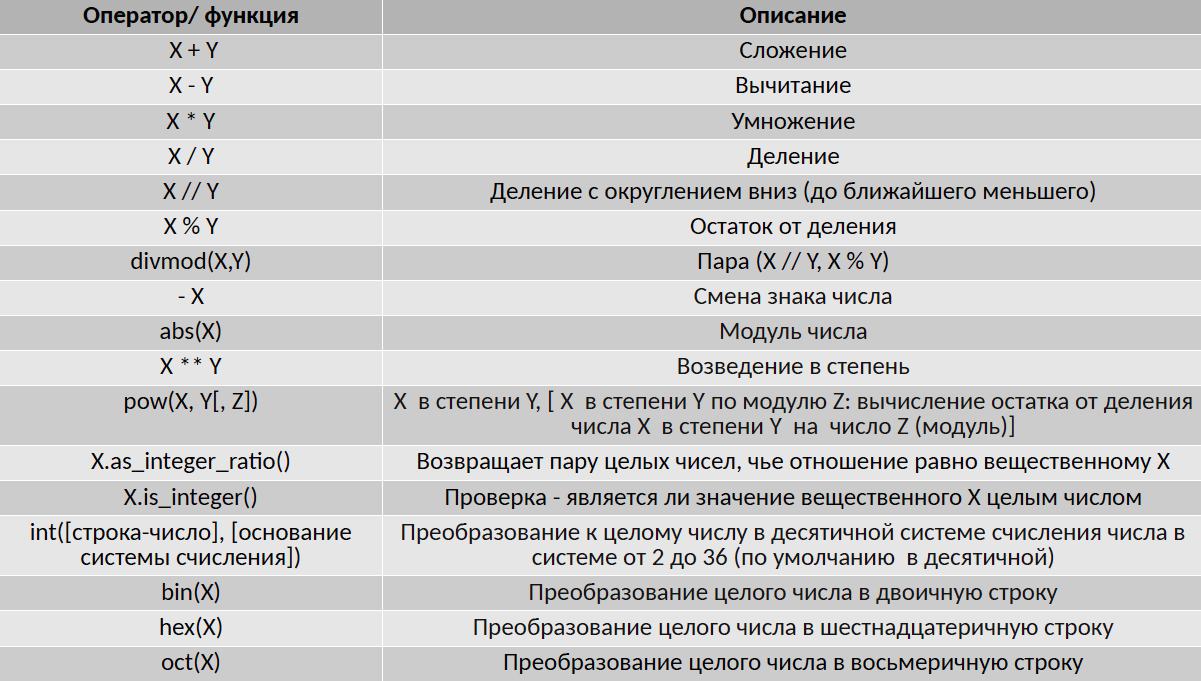 Оператор/ функция Описание
X + Y Сложение
X - Y Вычитание
X * Y Умножение
X / Y Деление
X // Y Деление с округлением вниз (до ближайшего меньшего)
X % Y Остаток от деления
divmod(X,Y) Пара (X // Y, X % Y)
- X Смена знака числа
abs(X) Модуль числа
X ** Y Возведение в степень
pow(X, Y[, Z]) X в степени Y, [ X в степени Y по модулю Z: вычисление остатка от деления
числа X в степени Y на число Z (модуль)]
X.as_integer_ratio() Возвращает пару целых чисел, чье отношение равно вещественному X
X.is_integer() Проверка - является ли значение вещественного X целым числом
int([строка-число], [основание
системы счисления])
Преобразование к целому числу в десятичной системе счисления числа в
системе от 2 до 36 (по умолчанию в десятичной)
bin(X) Преобразование целого числа в двоичную строку
hex(X) Преобразование целого числа в шестнадцатеричную строку
oct(X) Преобразование целого числа в восьмеричную строку